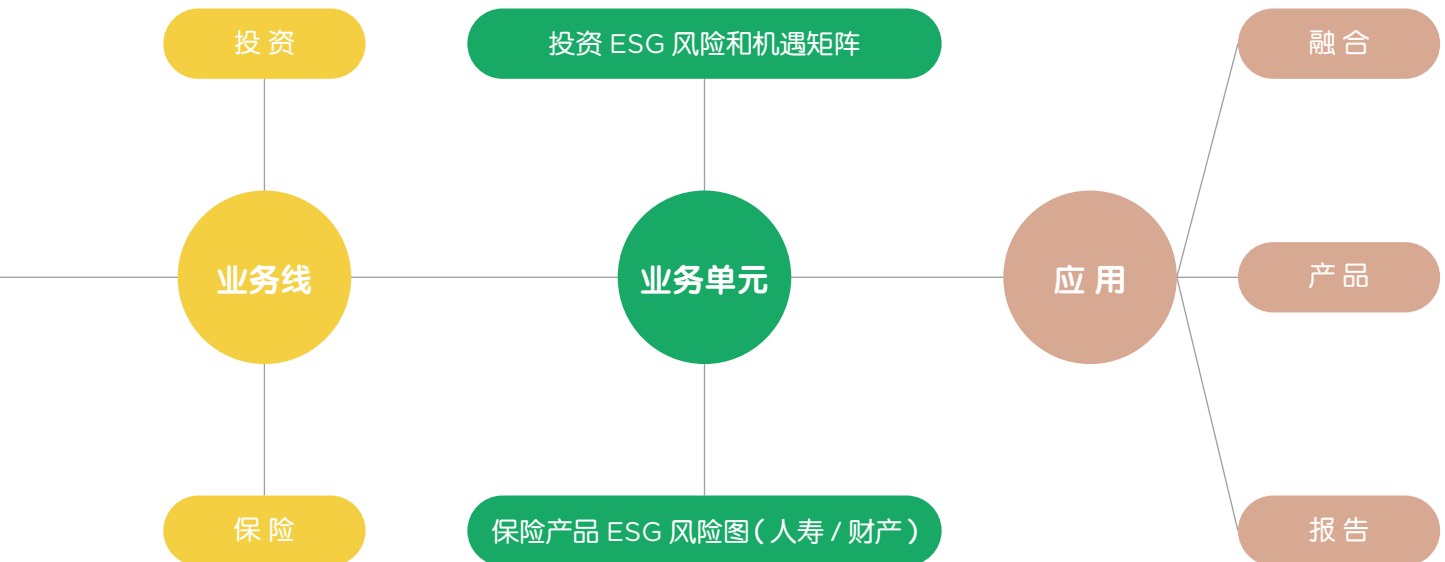 投资
投资 ESG 风险和机遇矩阵
融合
业务线
业务单元
应用
产品
保险
保险产品 ESG 风险图(人寿 / 财产)
报告